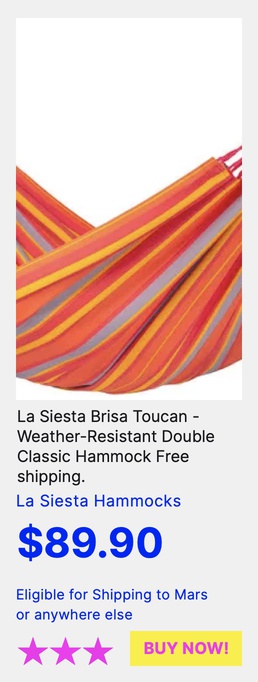 La Siesta Brisa Toucan -
Weather-Resistant Double
Classic Hammock Free
shipping.
La Siesta Hammocks
$89.90
Eligible for Shipping to Mars
or anywhere else
BUY NOW!